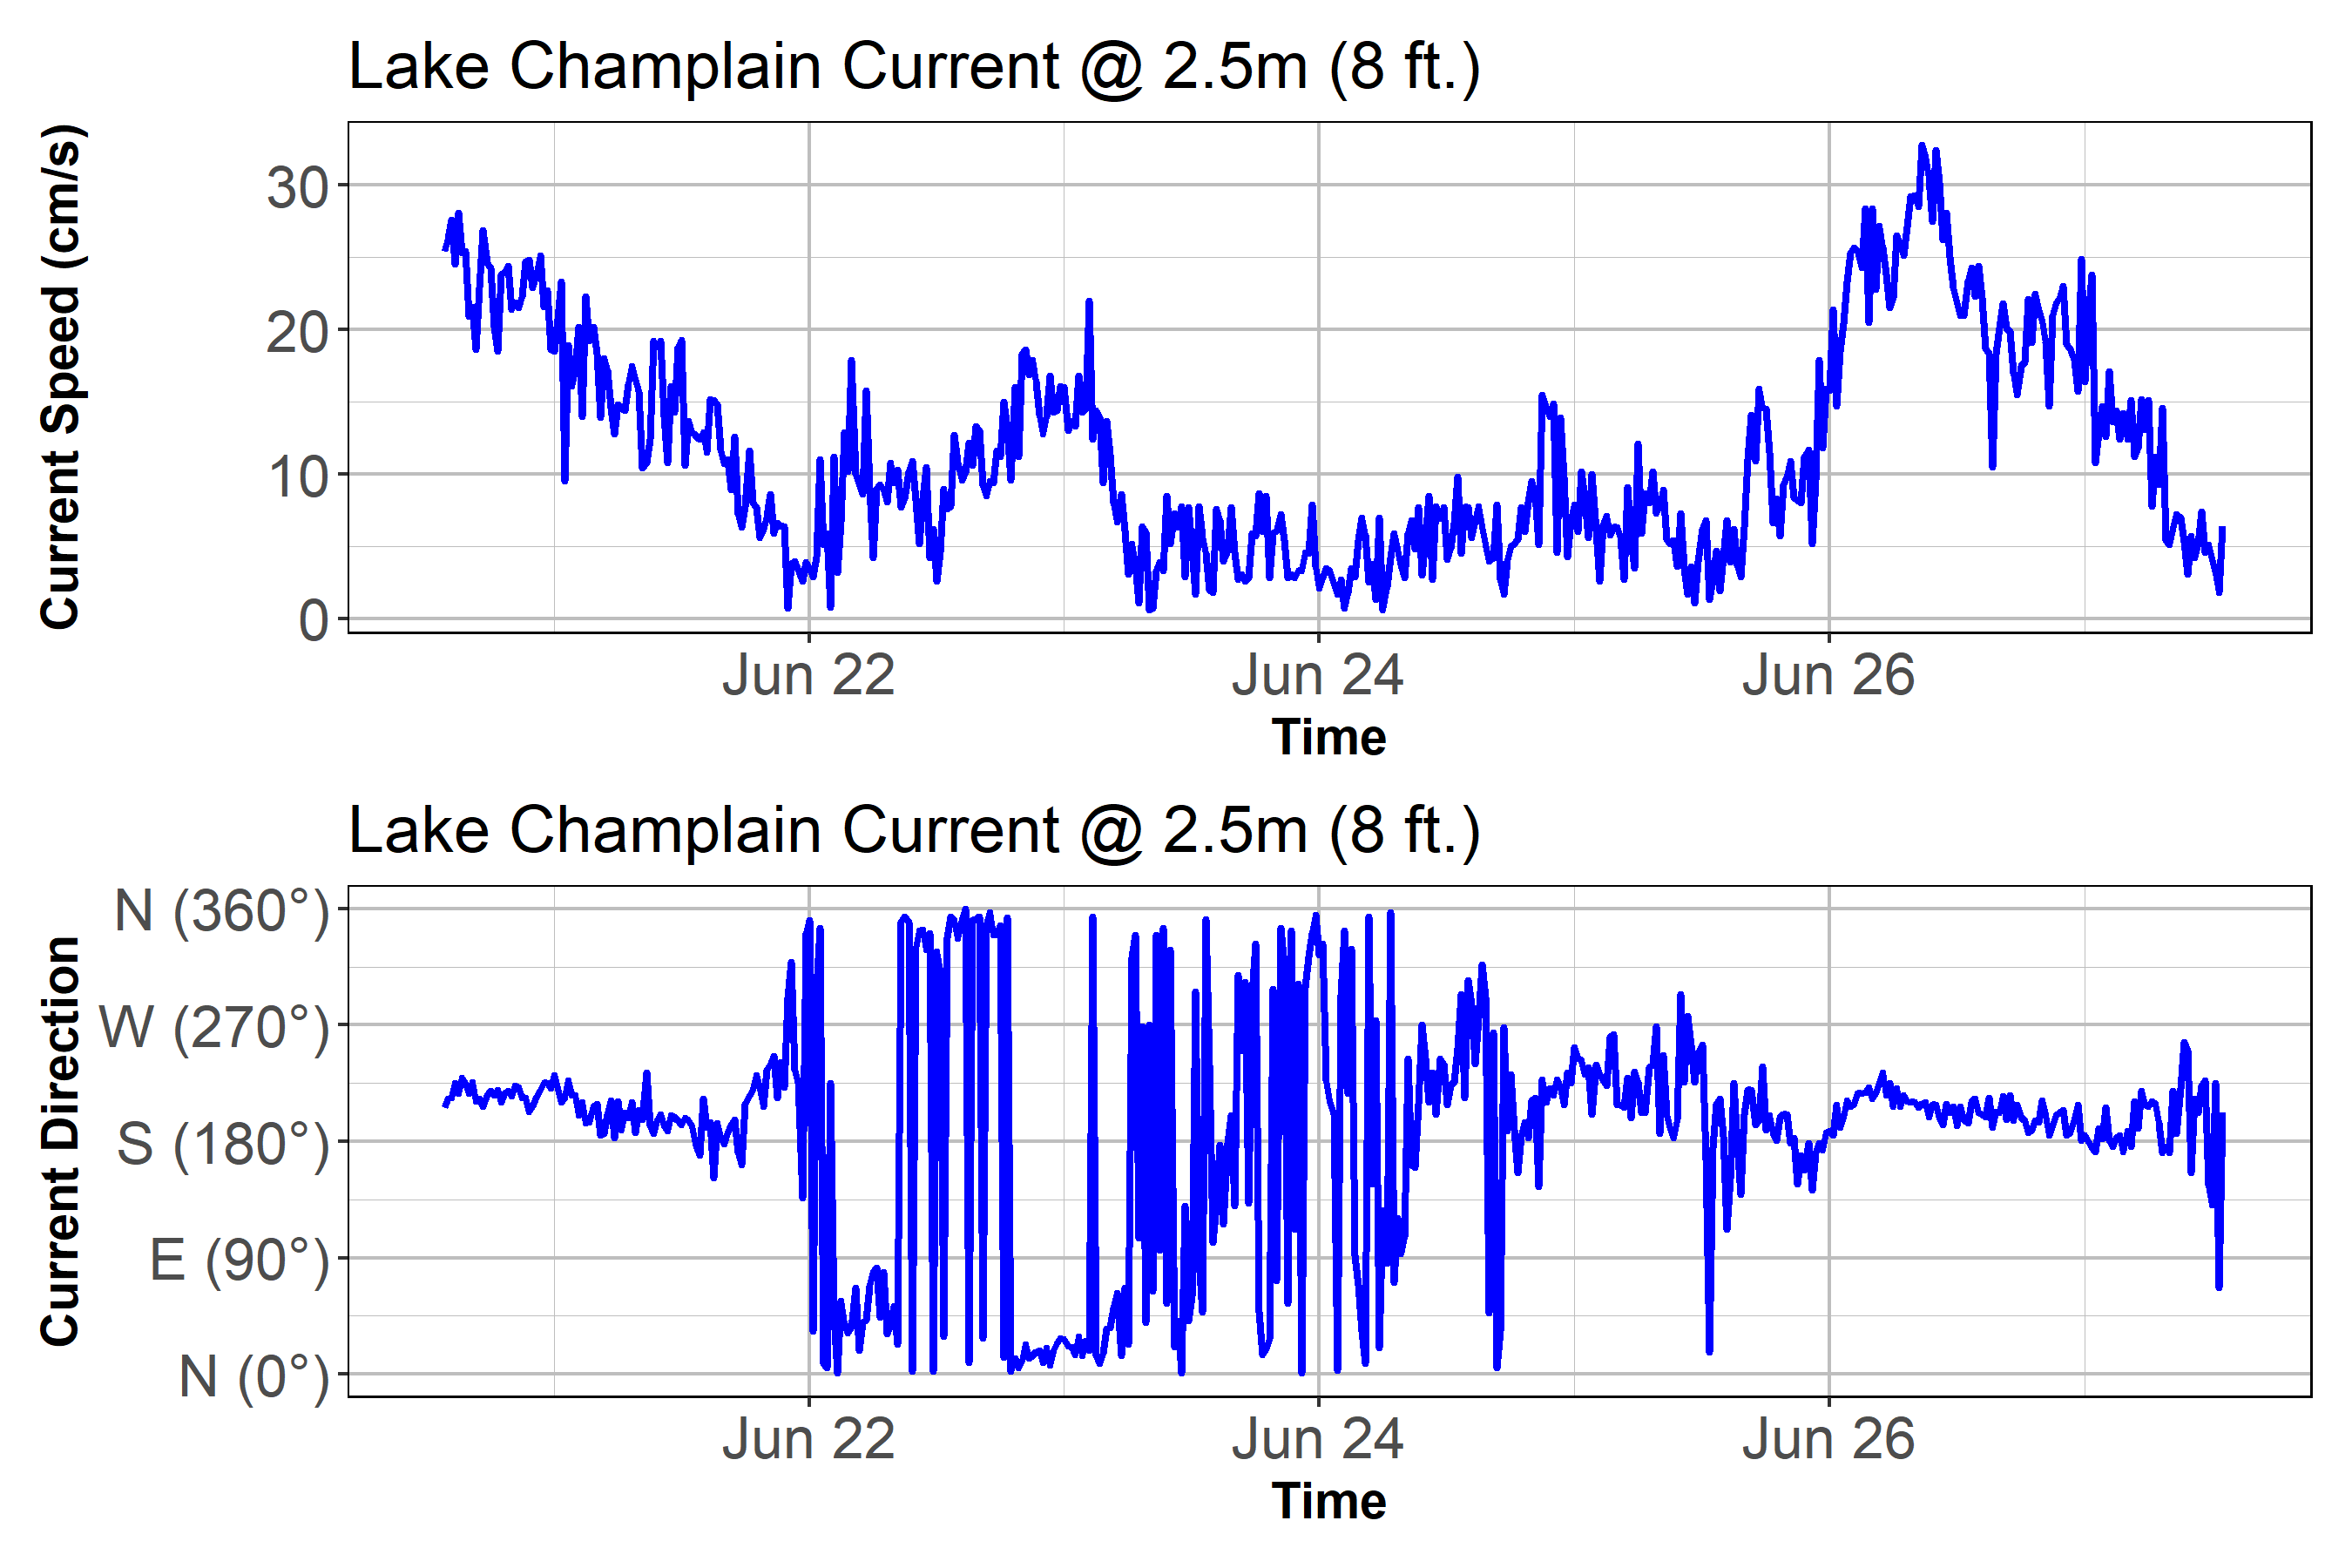 Lake Champlain Current @ 2.5m (8 ft.)
Current Speed (cm/s)
30
20
10
0
Jun 22 Jun 24 Jun 26
Time
Lake Champlain Current @ 2.5m (8 ft.)
Current Direction
N (360°)
W (270°)
S (180°)
E (90°)
N (0°)
Jun 22 Jun 24 Jun 26
Time